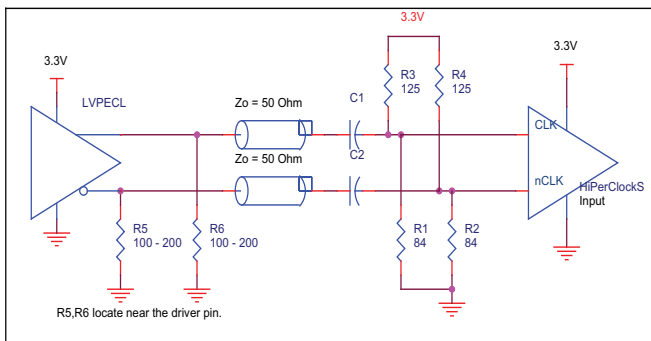 3.3V
3.3V
3.3V
LVPECL
Zo = 50 Ohm
C1
R3
125
R4
125
CLK
Zo = 50 Ohm
C2
nCLK
HiPerClockS
Input
R5
100 - 200
R6
100 - 200
R1
84
R2
84
R5,R6 locate near the driver pin.